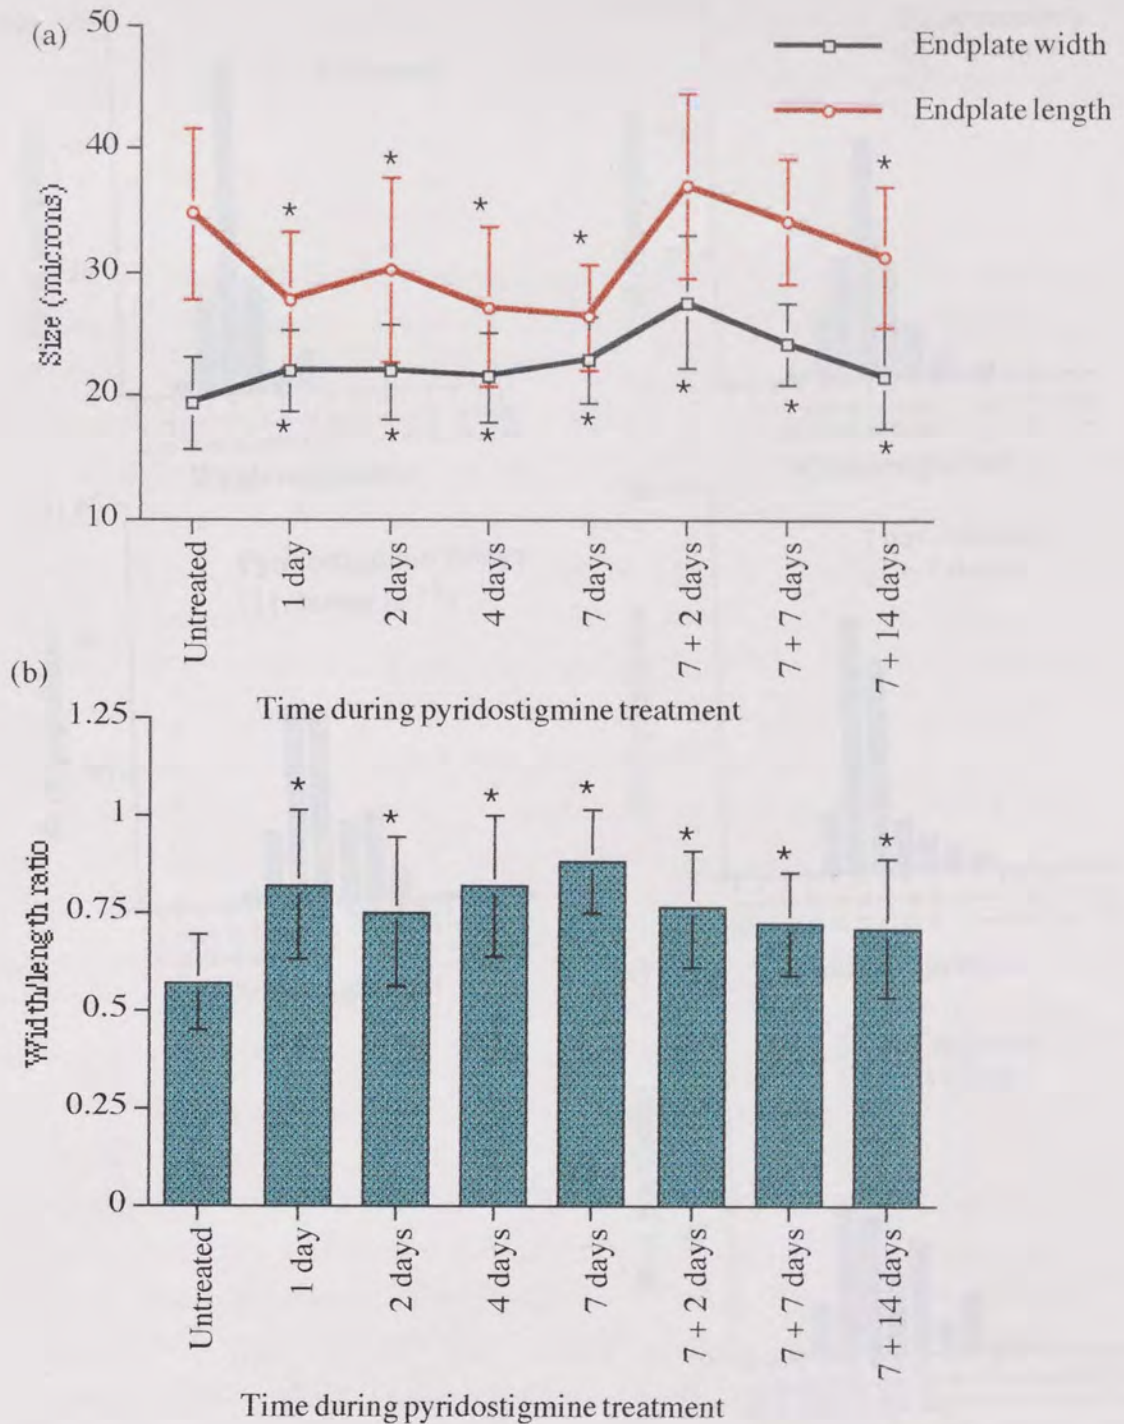 (a)
50
40
30
20
10
Size (microns)
Endplate width
Endplate length
*
*
*
*
*
*
*
*
*
*
*
*
Untreated
1 day
2 days
4 days
7 days
7 + 2 days
7 + 7 days
7 + 14 days
Time during pyridostigmine treatment
(b)
1.25
1
0.75
0.5
0.25
0
Width/length ratio
*
*
*
*
*
*
*
Untreated
1 day
2 days
4 days
7 days
7 + 2 days
7 + 7 days
7 + 14 days
Time during pyridostigmine treatment